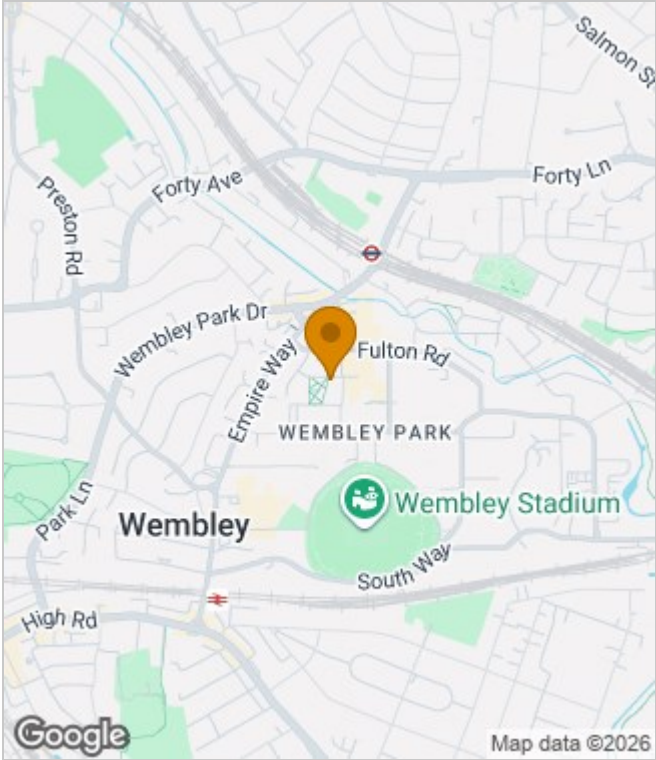 Salmon St
Forty Ln
Forty Ave
Preston Rd
Wembley Park Dr
Empire Way
Fulton Rd
WEMBLEY PARK
Park Ln
Wembley
Wembley Stadium
South Way
High Rd
Google
Map data ©2026